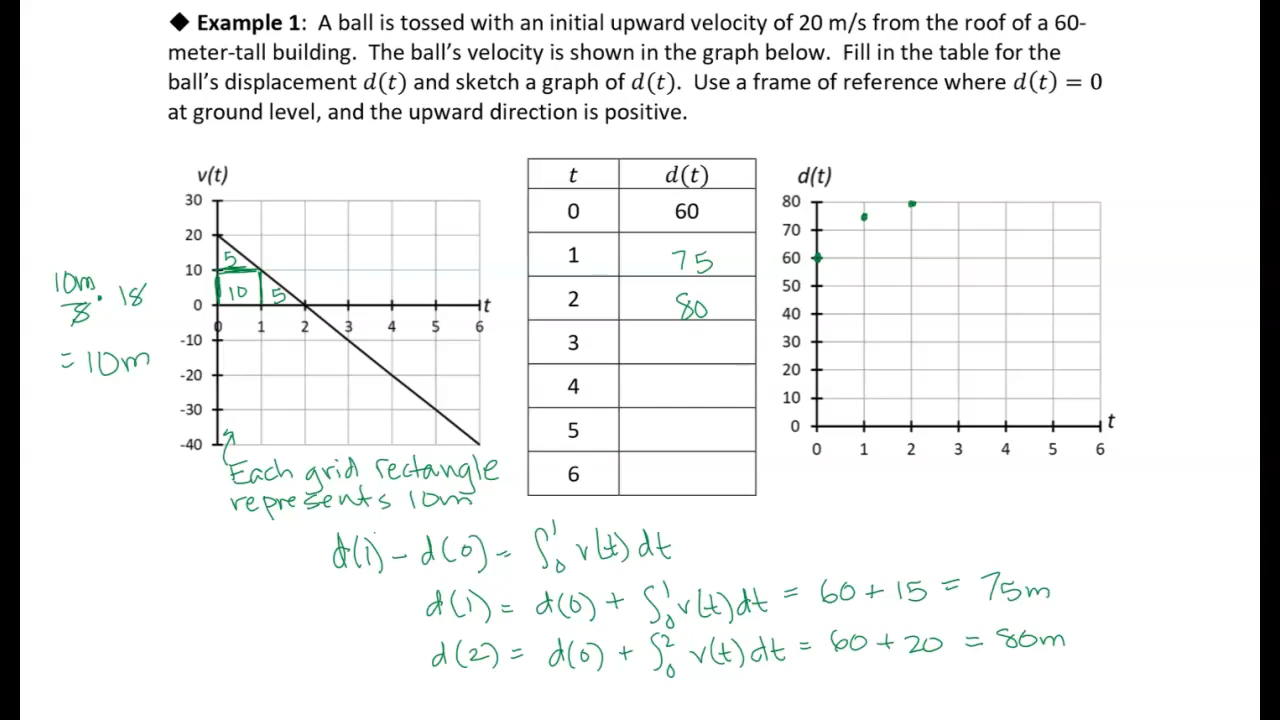 ◆ Example 1: A ball is tossed with an initial upward velocity of 20 m/s from the roof of a 60-
meter-tall building. The ball's velocity is shown in the graph below. Fill in the table for the
ball's displacement d(t) and sketch a graph of d(t). Use a frame of reference where d(t) = 0
at ground level, and the upward direction is positive.
v(t)
30
20
10
0
-10
-20
-30
-40
0 1 2 3 4 5 6
t
5
10 5
10m/s · 1s
= 10m
Each grid rectangle
represents 10m
t d(t)
0 60
1 75
2 80
3
4
5
6
d(t)
80
70
60
50
40
30
20
10
0
0 1 2 3 4 5 6
t
d(1) - d(0) = ∫₀¹ v(t) dt
d(1) = d(0) + ∫₀¹ v(t) dt = 60 + 15 = 75m
d(2) = d(0) + ∫₀² v(t) dt = 60 + 20 = 80m